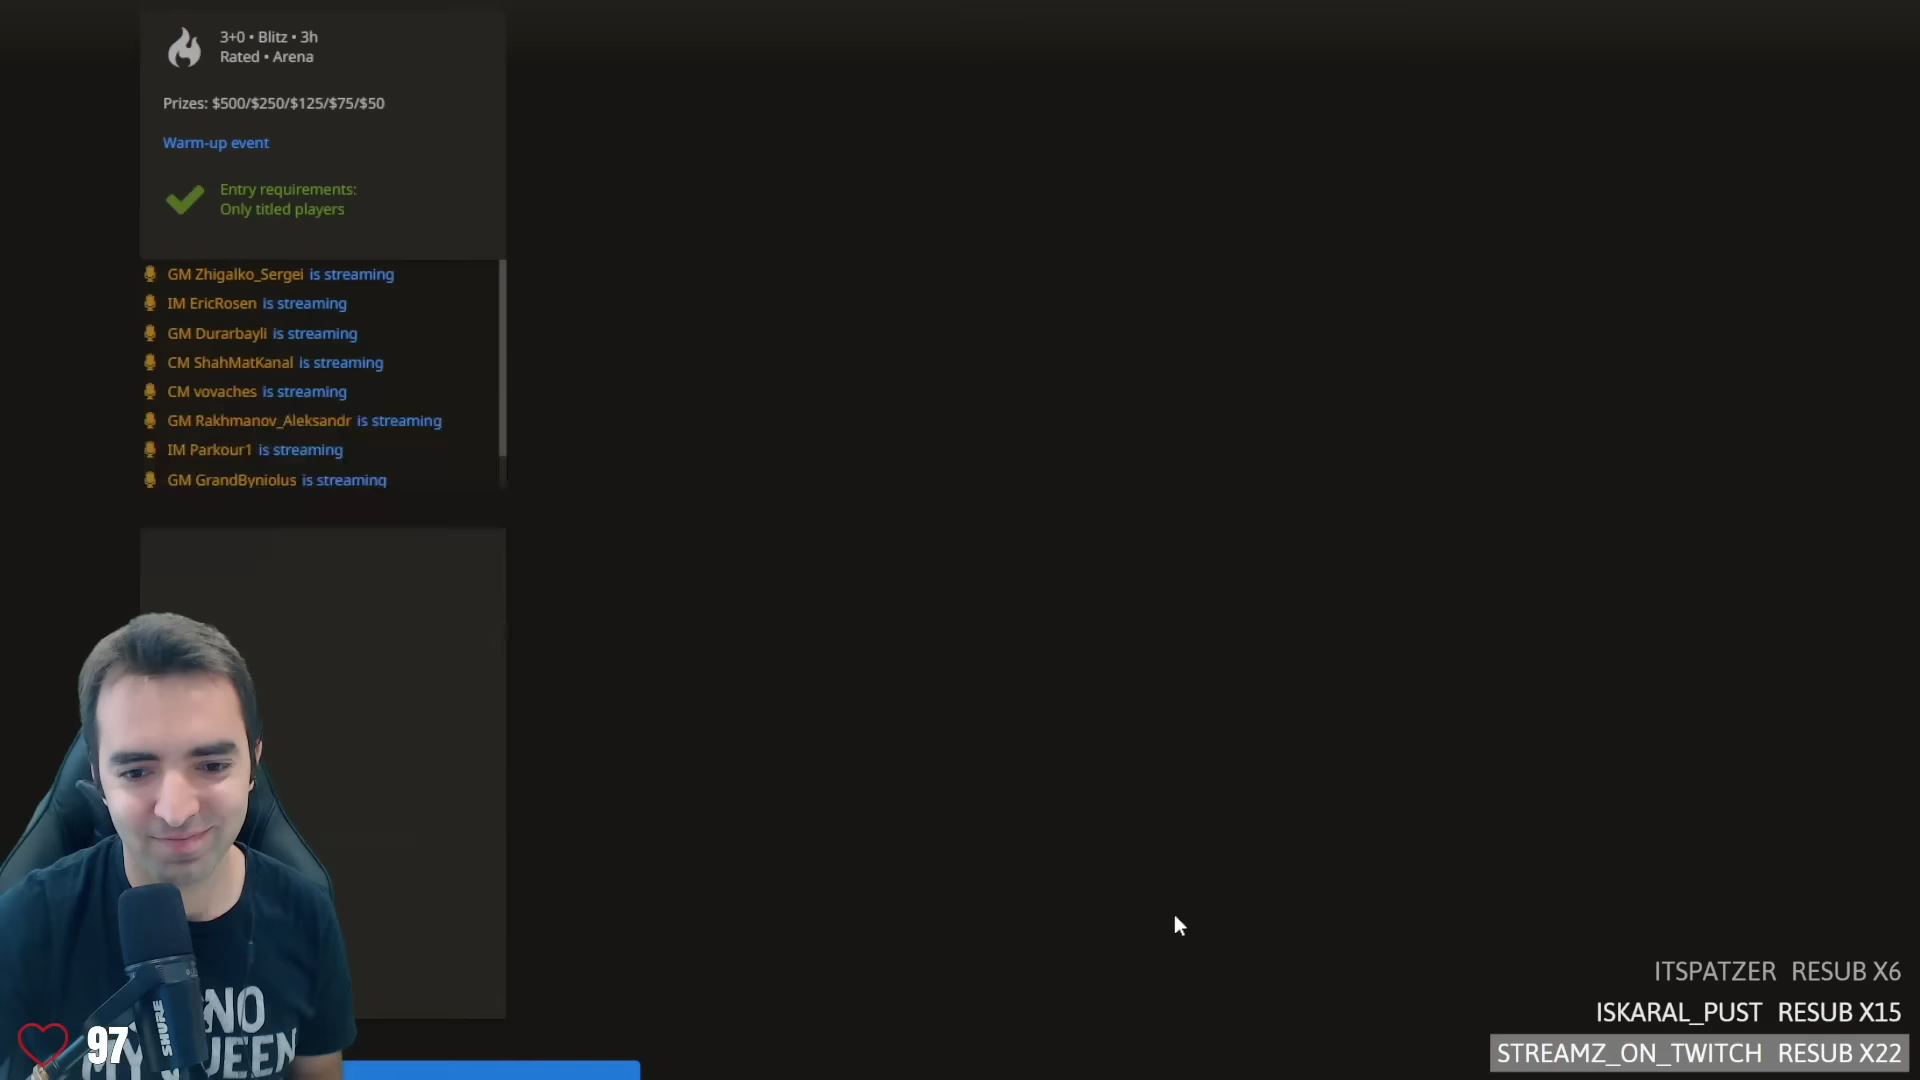 3+0 • Blitz • 3h
Rated • Arena
Prizes: $500/$250/$125/$75/$50
Warm-up event
Entry requirements:
Only titled players
GM Zhigalko_Sergei is streaming
IM EricRosen is streaming
GM Durarbayli is streaming
CM ShahMatKanal is streaming
CM vovaches is streaming
GM Rakhmanov_Aleksandr is streaming
IM Parkour1 is streaming
GM GrandByniolus is streaming
ITSPATZER RESUB X6
ISKARAL_PUST RESUB X15
STREAMZ_ON_TWITCH RESUB X22
97
SHURE
NO